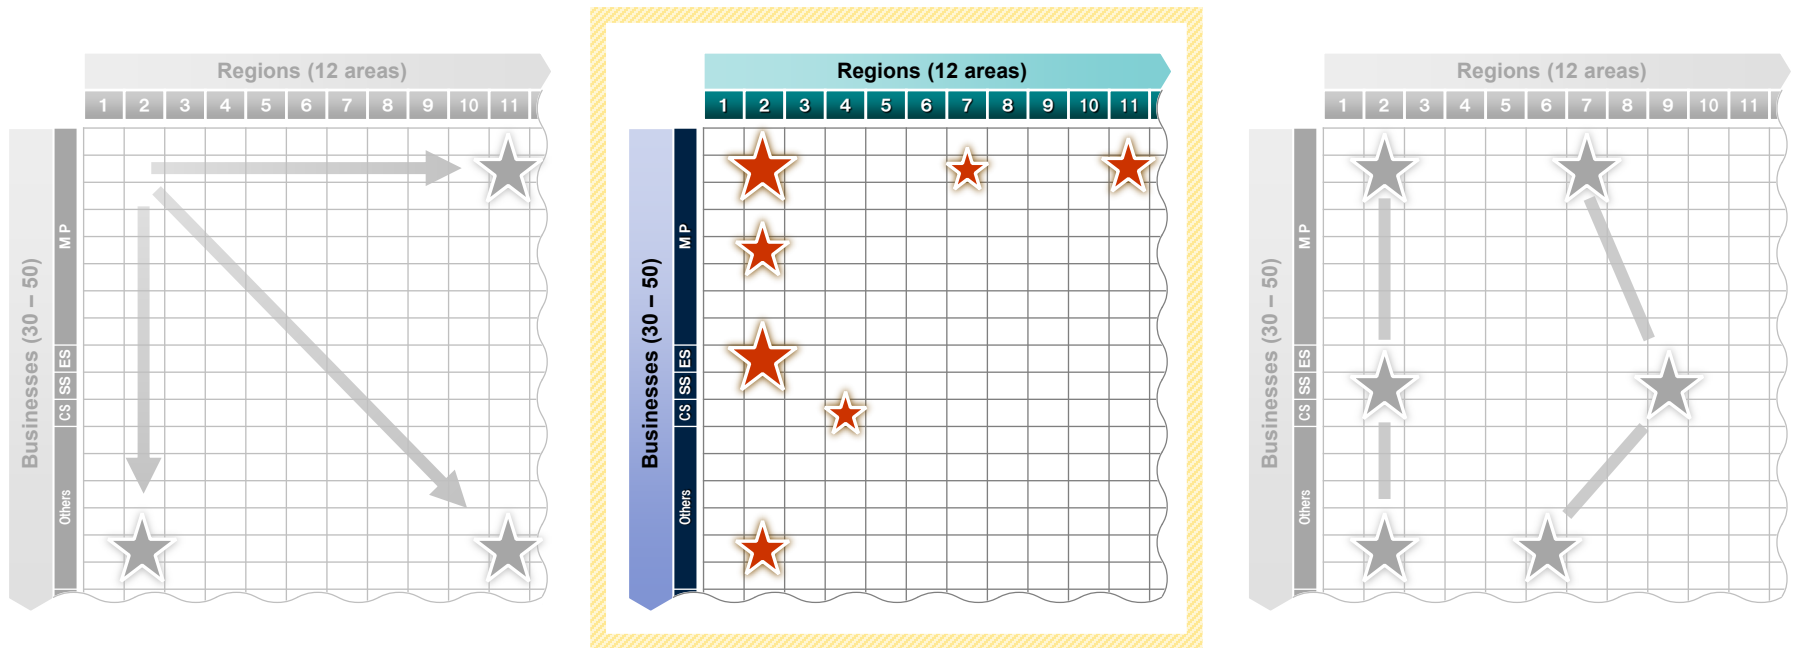 Regions (12 areas)
1 2 3 4 5 6 7 8 9 10 11
Businesses (30 – 50)
MP
ES
SS
CS
Others
Regions (12 areas)
1 2 3 4 5 6 7 8 9 10 11
Businesses (30 – 50)
MP
ES
SS
CS
Others
Regions (12 areas)
1 2 3 4 5 6 7 8 9 10 11
Businesses (30 – 50)
MP
ES
SS
CS
Others